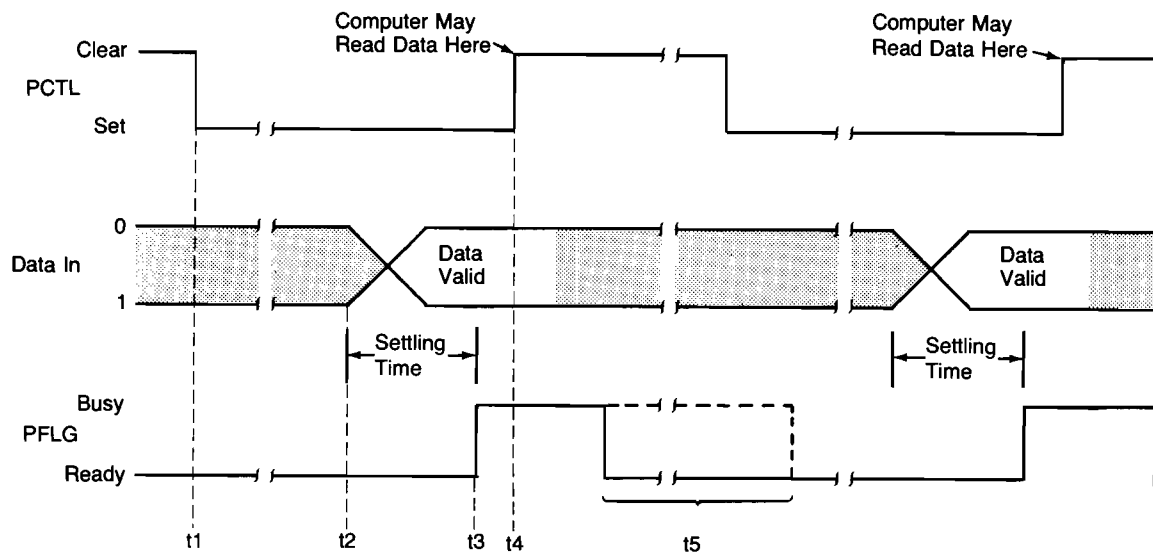 Computer May
Read Data Here
Computer May
Read Data Here
Clear
PCTL
Set
0
Data In
1
Data
Valid
Data
Valid
Settling
Time
Settling
Time
Busy
PFLG
Ready
t1
t2
t3
t4
t5